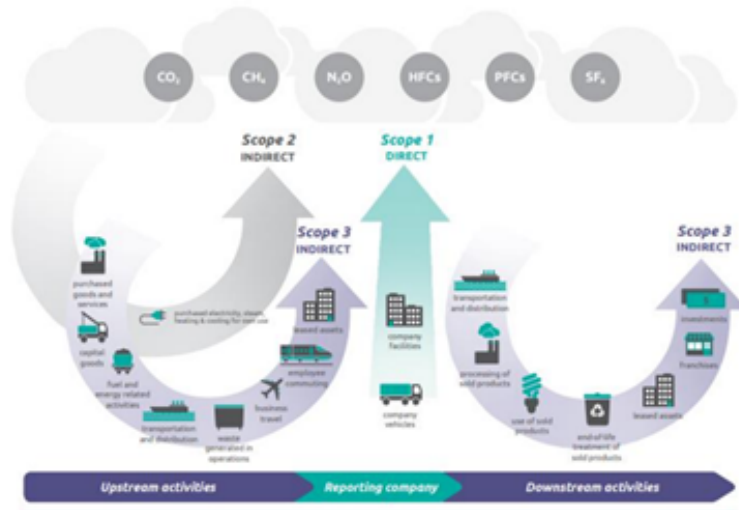 CO₂ CH₄ N₂O HFCs PFCs SF₆
Scope 2
INDIRECT
Scope 1
DIRECT
Scope 3
INDIRECT
Scope 3
INDIRECT
purchased
goods and
services
capital
goods
fuel and
energy related
activities
transportation
and distribution
waste
generated in
operations
business
travel
employee
commuting
leased assets
purchased electricity, steam,
heating & cooling for own use
company
facilities
company
vehicles
transportation
and distribution
processing of
sold products
use of sold
products
end-of-life
treatment of
sold products
leased assets
franchises
investments
Upstream activities
Reporting company
Downstream activities